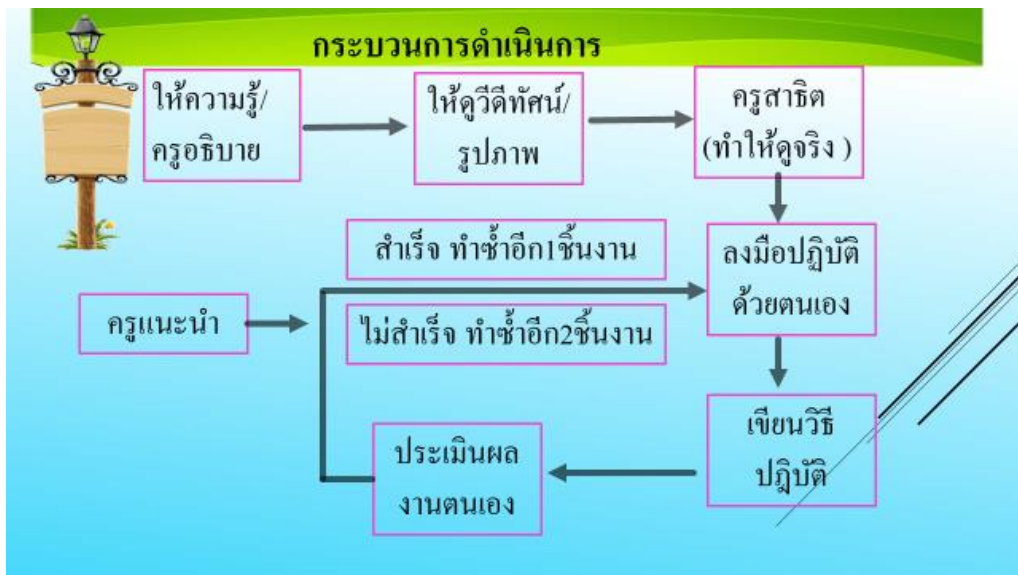 กระบวนการดำเนินการ
ให้ความรู้/
ครูอธิบาย
ให้ดูวีดีทัศน์/
รูปภาพ
ครูสาธิต
(ทำให้ดูจริง )
ลงมือปฏิบัติ
ด้วยตนเอง
สำเร็จ ทำซ้ำอีก1ชิ้นงาน
ครูแนะนำ
ไม่สำเร็จ ทำซ้ำอีก2ชิ้นงาน
เขียนวิธี
ปฎิบัติ
ประเมินผล
งานตนเอง